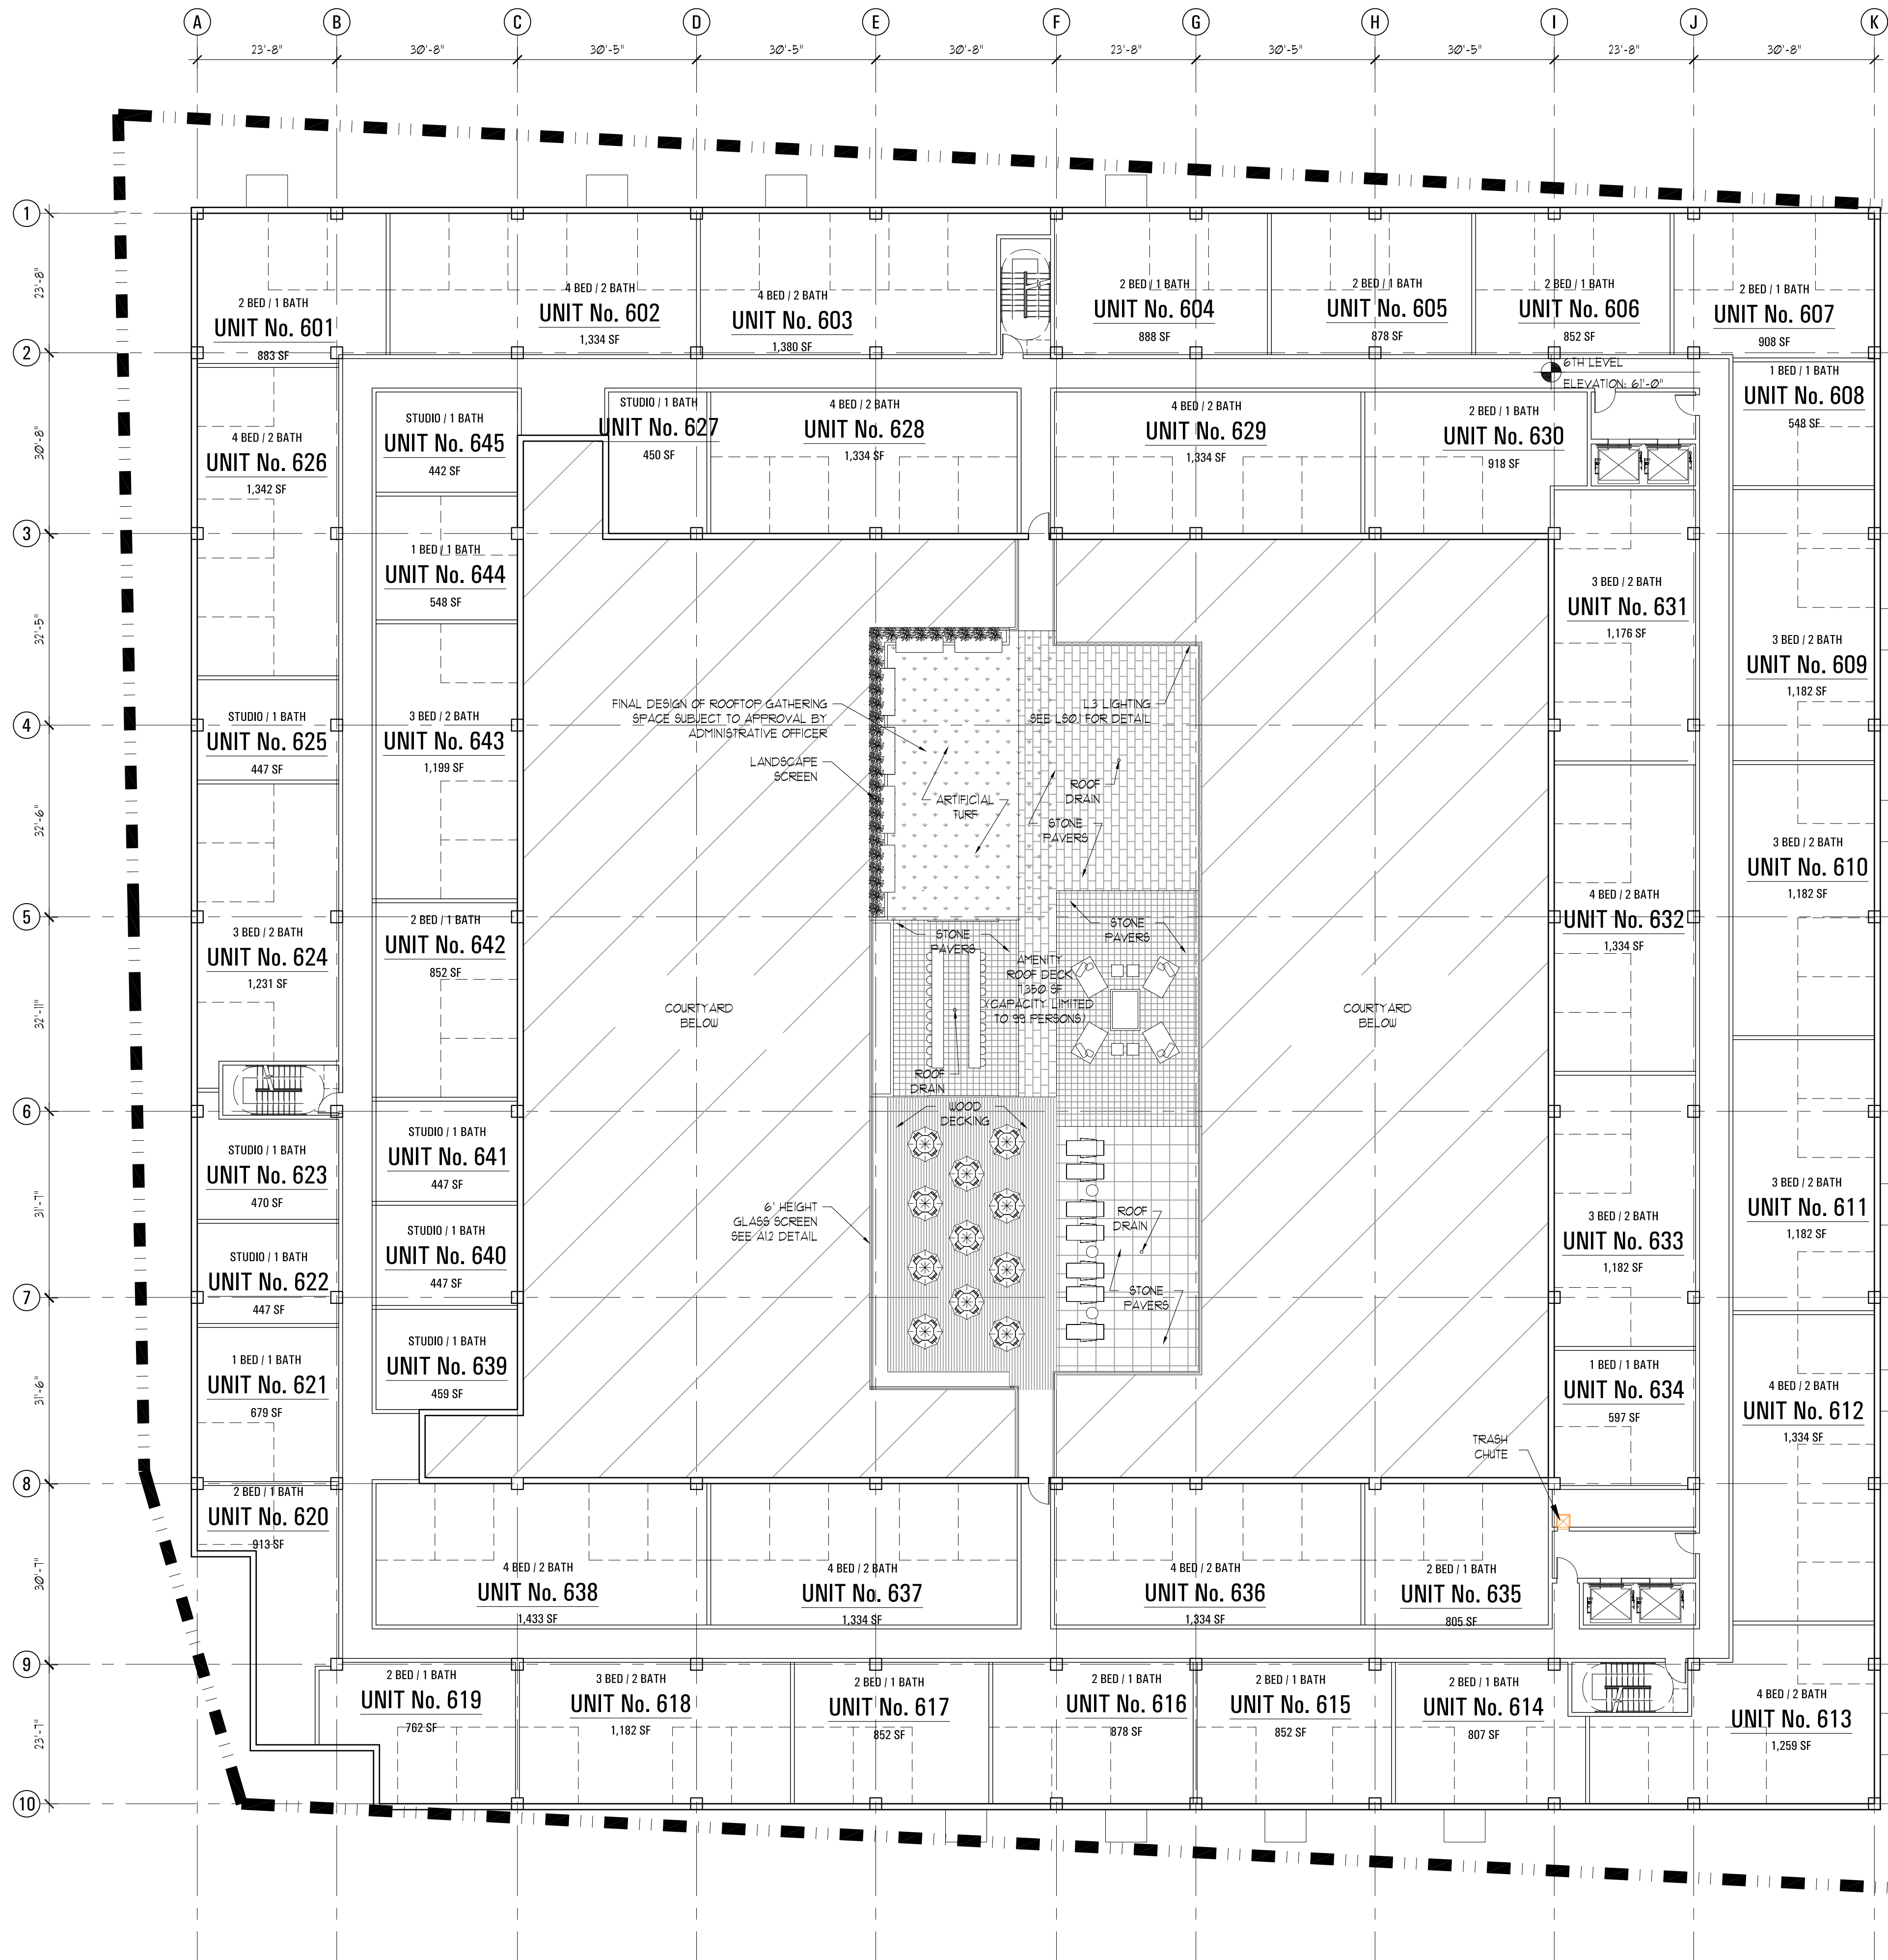 A B C D E F G H I J K
23'-8" 30'-8" 30'-5" 30'-5" 30'-8" 23'-8" 30'-5" 30'-5" 23'-8" 30'-8"
1
23'-8"
2
30'-8"
3
32'-5"
4
32'-6"
5
32'-11"
6
31'-7"
7
31'-6"
8
30'-7"
9
23'-7"
10
2 BED / 1 BATH
UNIT No. 601
883 SF
4 BED / 2 BATH
UNIT No. 602
1,334 SF
4 BED / 2 BATH
UNIT No. 603
1,380 SF
2 BED / 1 BATH
UNIT No. 604
888 SF
2 BED / 1 BATH
UNIT No. 605
878 SF
2 BED / 1 BATH
UNIT No. 606
852 SF
2 BED / 1 BATH
UNIT No. 607
908 SF
6TH LEVEL
ELEVATION: 61'-0"
1 BED / 1 BATH
UNIT No. 608
548 SF
4 BED / 2 BATH
UNIT No. 626
1,342 SF
STUDIO / 1 BATH
UNIT No. 645
442 SF
STUDIO / 1 BATH
UNIT No. 627
450 SF
4 BED / 2 BATH
UNIT No. 628
1,334 SF
4 BED / 2 BATH
UNIT No. 629
1,334 SF
2 BED / 1 BATH
UNIT No. 630
918 SF
1 BED / 1 BATH
UNIT No. 644
548 SF
3 BED / 2 BATH
UNIT No. 631
1,176 SF
3 BED / 2 BATH
UNIT No. 609
1,182 SF
STUDIO / 1 BATH
UNIT No. 625
447 SF
3 BED / 2 BATH
UNIT No. 643
1,199 SF
FINAL DESIGN OF ROOFTOP GATHERING
SPACE SUBJECT TO APPROVAL BY
ADMINISTRATIVE OFFICER
LANDSCAPE
SCREEN
L3 LIGHTING
SEE LS0.1 FOR DETAIL
ROOF
DRAIN
ARTIFICIAL
TURF
STONE
PAVERS
3 BED / 2 BATH
UNIT No. 610
1,182 SF
3 BED / 2 BATH
UNIT No. 624
1,231 SF
2 BED / 1 BATH
UNIT No. 642
852 SF
STONE
PAVERS
STONE
PAVERS
AMENITY
ROOF DECK
7,350 SF
(CAPACITY LIMITED
TO 99 PERSONS)
COURTYARD
BELOW
COURTYARD
BELOW
4 BED / 2 BATH
UNIT No. 632
1,334 SF
ROOF
DRAIN
WOOD
DECKING
STUDIO / 1 BATH
UNIT No. 623
470 SF
STUDIO / 1 BATH
UNIT No. 641
447 SF
6' HEIGHT
GLASS SCREEN
SEE A12 DETAIL
ROOF
DRAIN
STONE
PAVERS
3 BED / 2 BATH
UNIT No. 633
1,182 SF
3 BED / 2 BATH
UNIT No. 611
1,182 SF
STUDIO / 1 BATH
UNIT No. 622
447 SF
STUDIO / 1 BATH
UNIT No. 640
447 SF
1 BED / 1 BATH
UNIT No. 621
679 SF
STUDIO / 1 BATH
UNIT No. 639
459 SF
1 BED / 1 BATH
UNIT No. 634
597 SF
4 BED / 2 BATH
UNIT No. 612
1,334 SF
TRASH
CHUTE
2 BED / 1 BATH
UNIT No. 620
913 SF
4 BED / 2 BATH
UNIT No. 638
1,433 SF
4 BED / 2 BATH
UNIT No. 637
1,334 SF
4 BED / 2 BATH
UNIT No. 636
1,334 SF
2 BED / 1 BATH
UNIT No. 635
805 SF
2 BED / 1 BATH
UNIT No. 619
762 SF
3 BED / 2 BATH
UNIT No. 618
1,182 SF
2 BED / 1 BATH
UNIT No. 617
852 SF
2 BED / 1 BATH
UNIT No. 616
878 SF
2 BED / 1 BATH
UNIT No. 615
852 SF
2 BED / 1 BATH
UNIT No. 614
807 SF
4 BED / 2 BATH
UNIT No. 613
1,259 SF